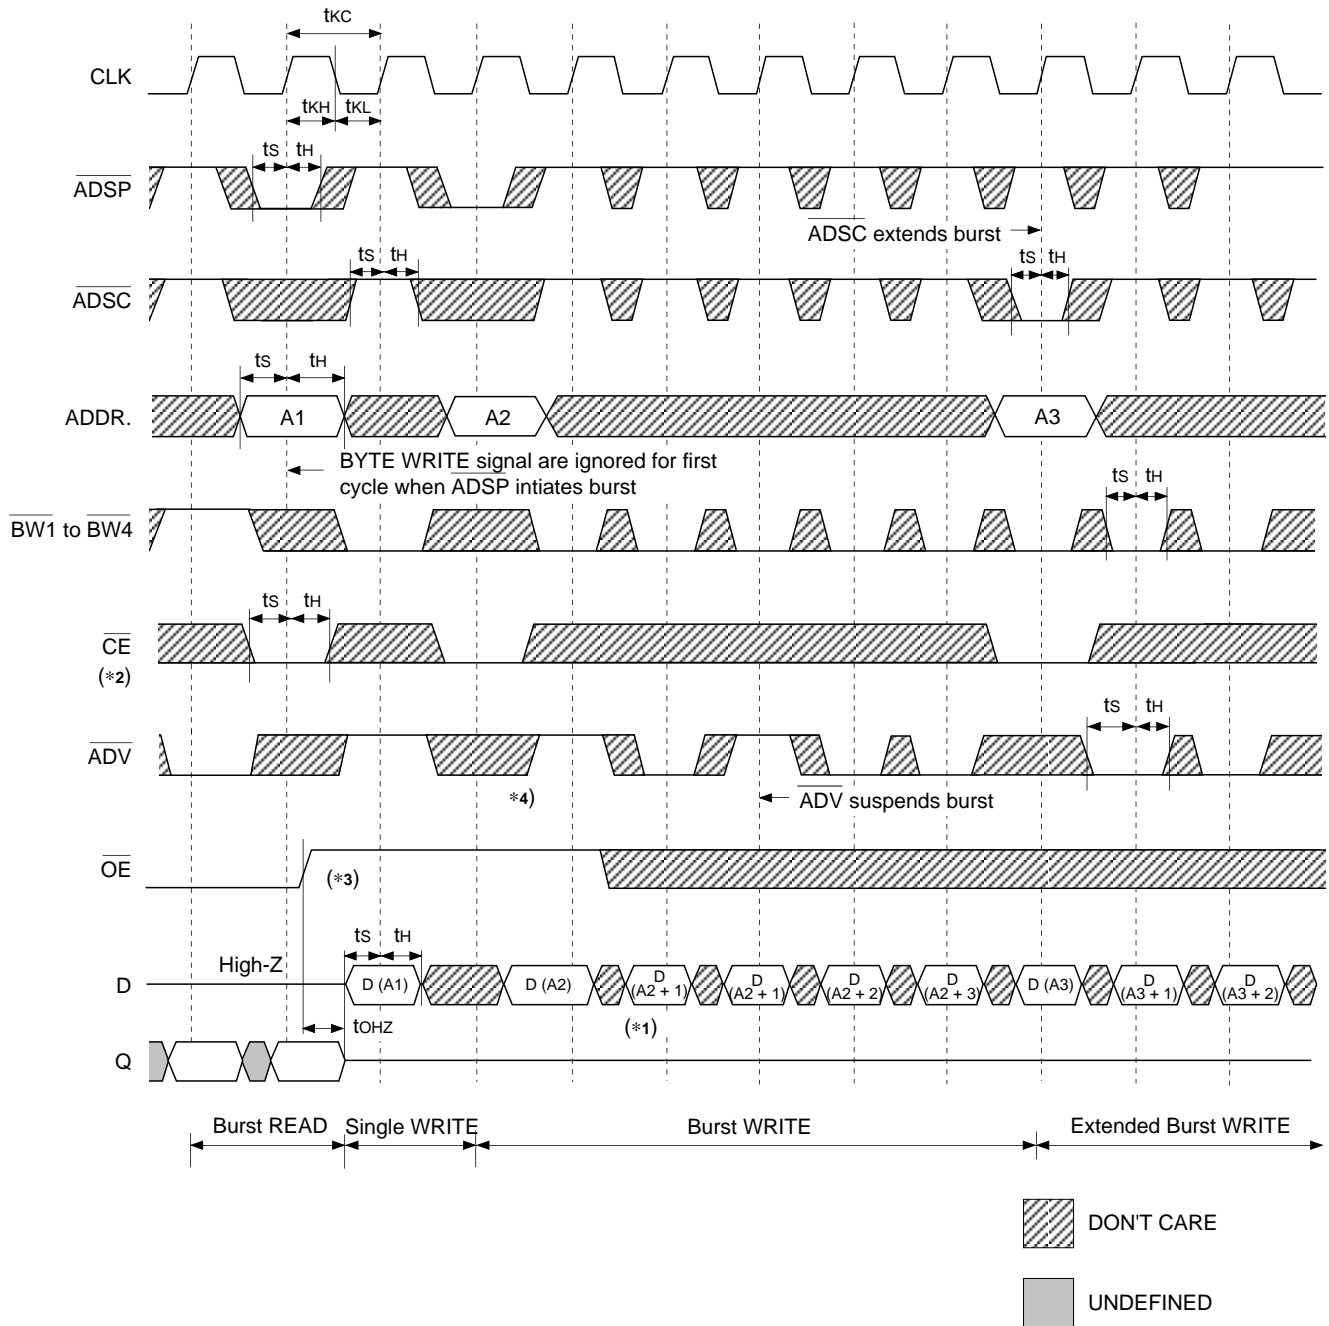 tKC
CLK
tKH tKL
tS tH
ADSP
ADSC extends burst
tS tH
tS tH
ADSC
tS tH
ADDR.
A1
A2
A3
BYTE WRITE signal are ignored for first
cycle when ADSP intiates burst
tS tH
BW1 to BW4
tS tH
CE
(*2)
tS tH
ADV
*4)
ADV suspends burst
OE
(*3)
tS tH
High-Z
D
D (A1)
D (A2)
D
(A2 + 1)
D
(A2 + 1)
D
(A2 + 2)
D
(A2 + 3)
D (A3)
D
(A3 + 1)
D
(A3 + 2)
tOHZ
(*1)
Q
Burst READ
Single WRITE
Burst WRITE
Extended Burst WRITE
DON'T CARE
UNDEFINED